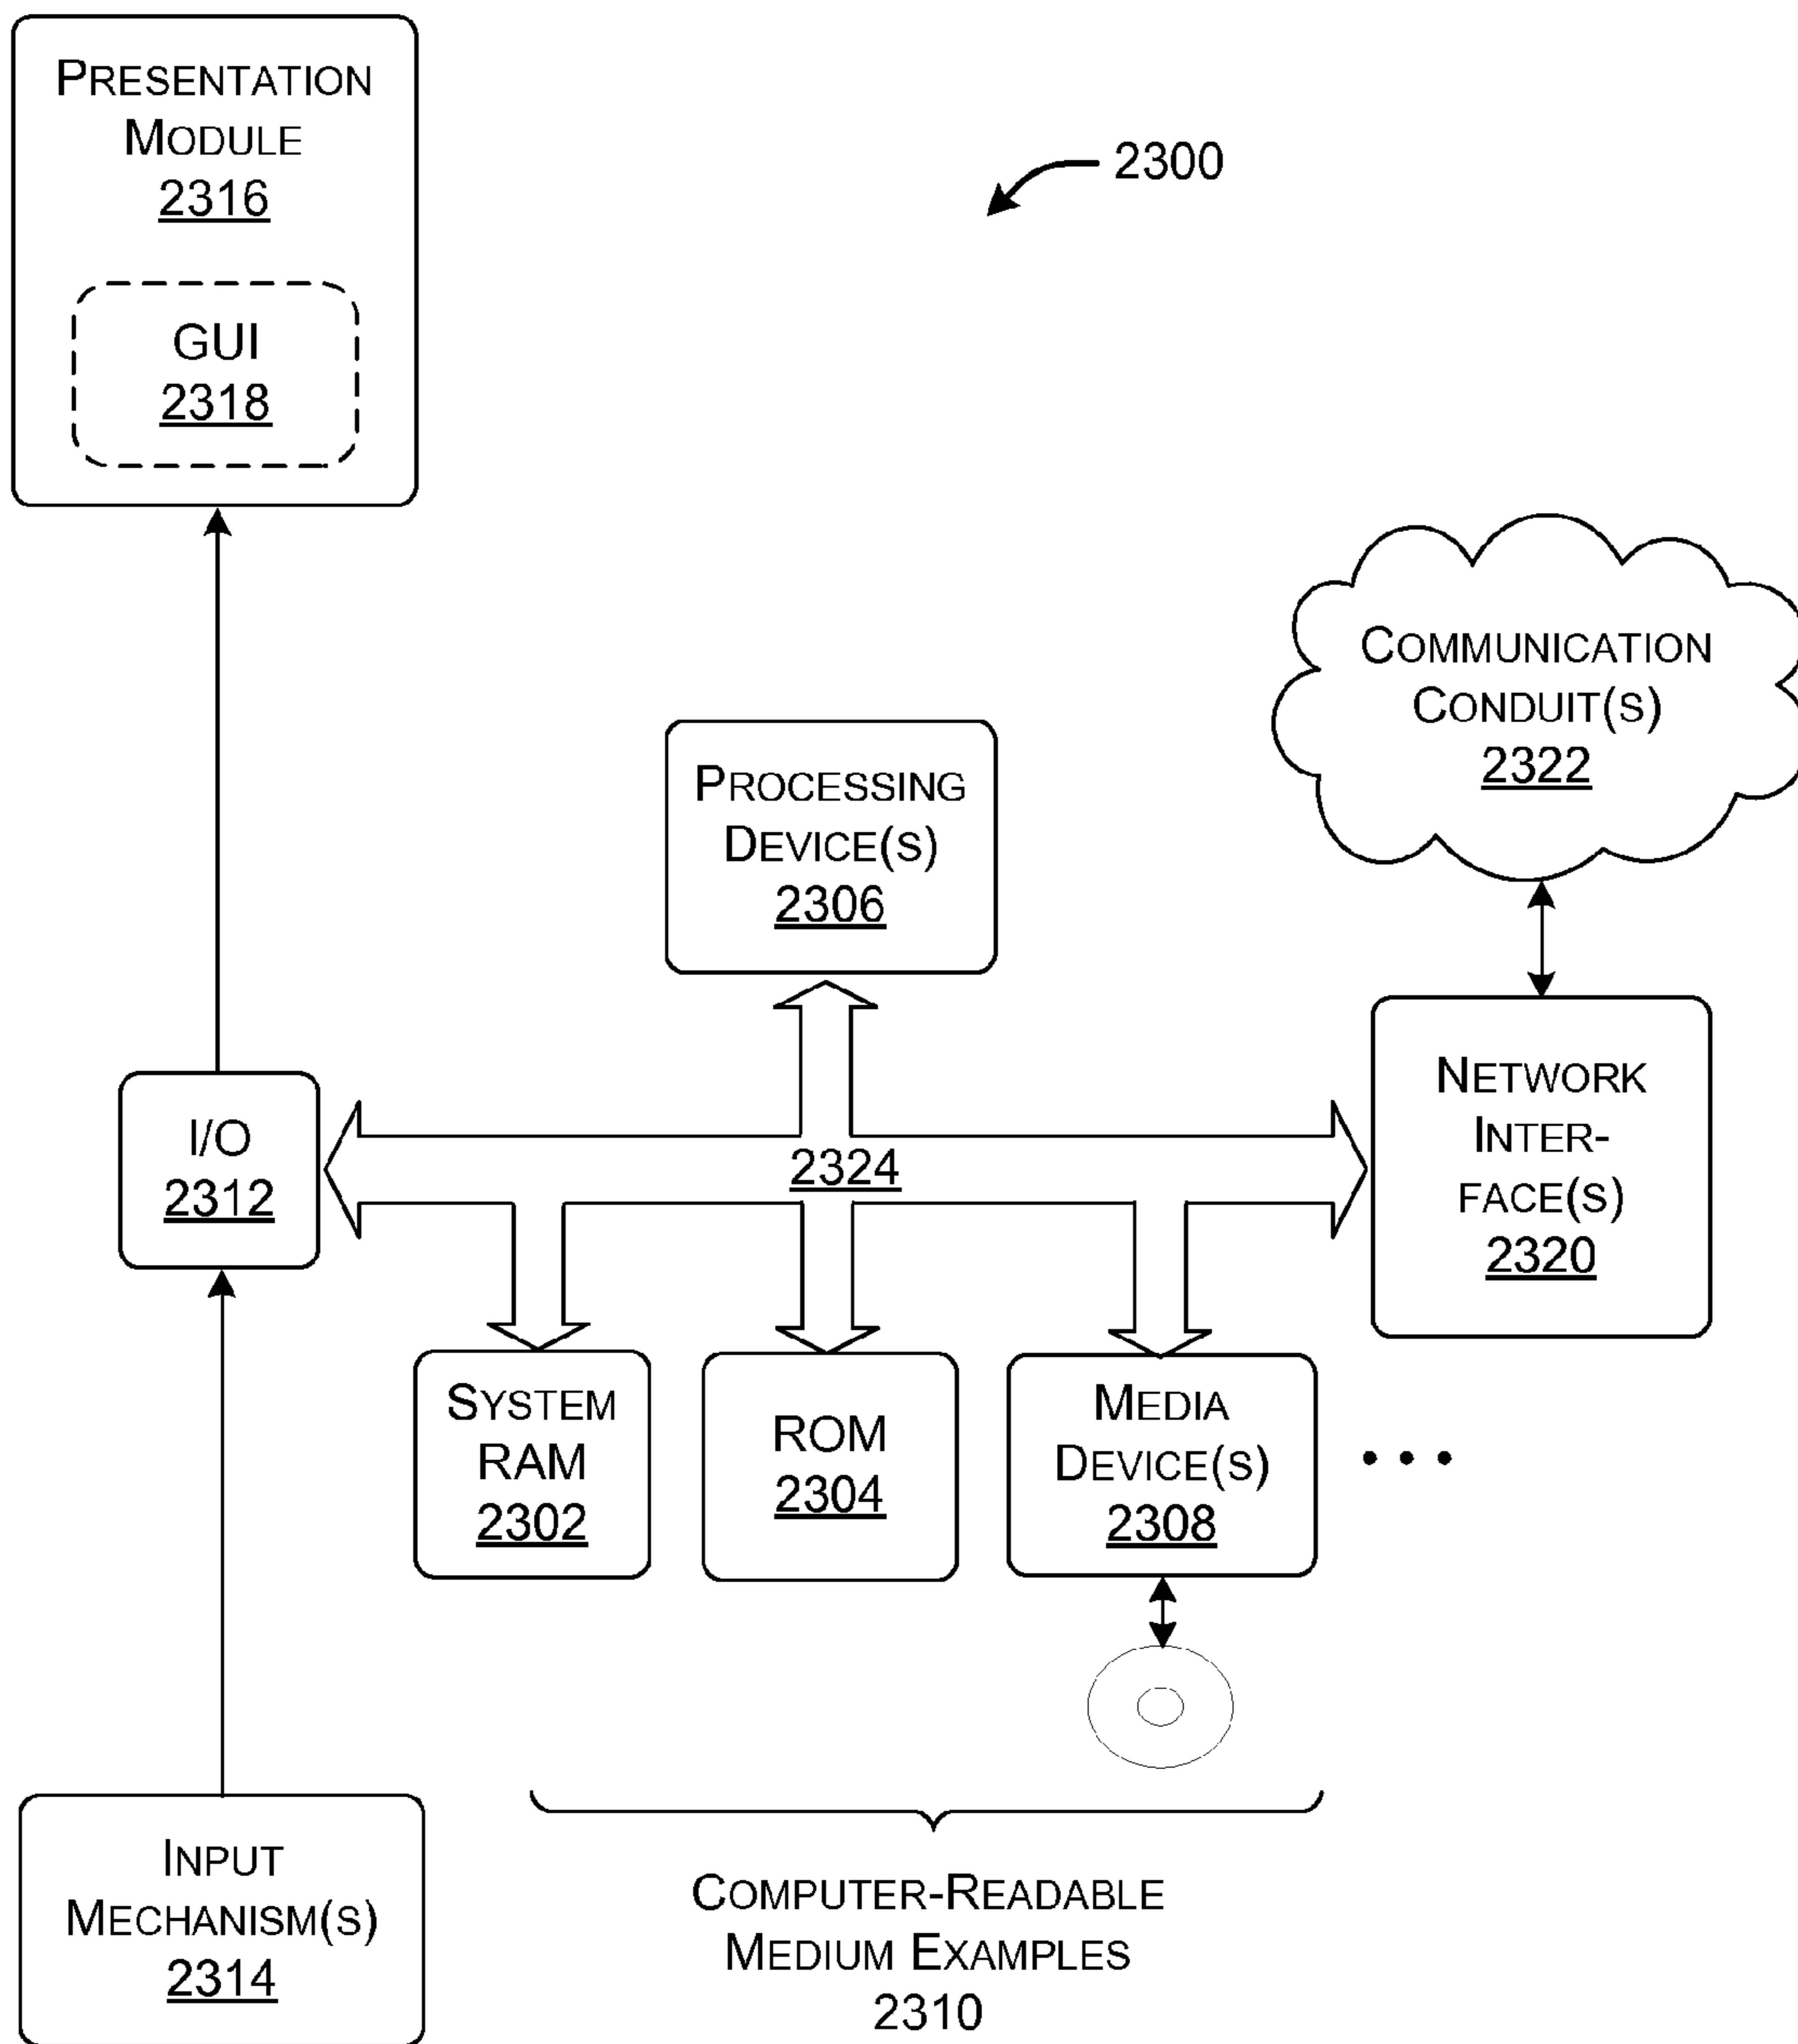 PRESENTATION
MODULE
2316
GUI
2318
2300
COMMUNICATION
CONDUIT(S)
2322
PROCESSING
DEVICE(S)
2306
NETWORK
INTER-
FACE(S)
2320
I/O
2312
2324
SYSTEM
RAM
2302
ROM
2304
MEDIA
DEVICE(S)
2308
• • •
INPUT
MECHANISM(S)
2314
COMPUTER-READABLE
MEDIUM EXAMPLES
2310